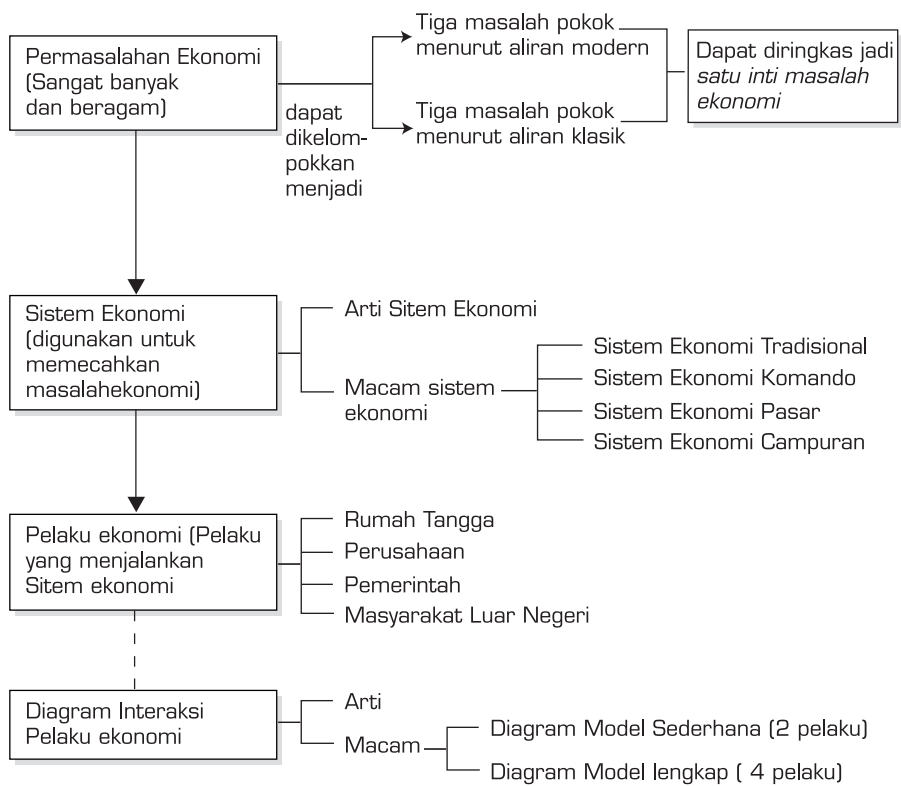 Permasalahan Ekonomi
(Sangat banyak
dan beragam)
dapat
dikelom-
pokkan
menjadi
Tiga masalah pokok
menurut aliran modern
Tiga masalah pokok
menurut aliran klasik
Dapat diringkas jadi
satu inti masalah
ekonomi
Sistem Ekonomi
(digunakan untuk
memecahkan
masalahekonomi)
Arti Sitem Ekonomi
Macam sistem
ekonomi
Sistem Ekonomi Tradisional
Sistem Ekonomi Komando
Sistem Ekonomi Pasar
Sistem Ekonomi Campuran
Pelaku ekonomi (Pelaku
yang menjalankan
Sitem ekonomi
Rumah Tangga
Perusahaan
Pemerintah
Masyarakat Luar Negeri
Diagram Interaksi
Pelaku ekonomi
Arti
Macam
Diagram Model Sederhana (2 pelaku)
Diagram Model lengkap ( 4 pelaku)